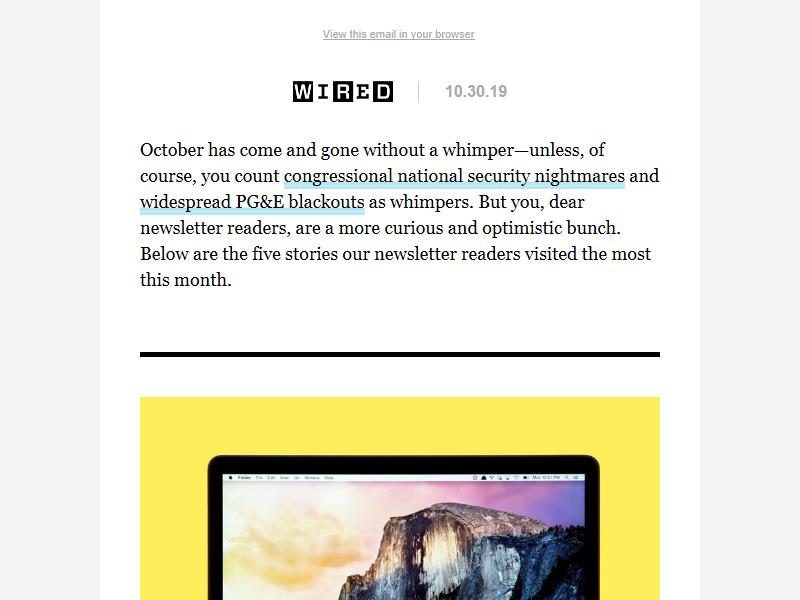 View this email in your browser
WIRED
10.30.19
October has come and gone without a whimper—unless, of
course, you count congressional national security nightmares and
widespread PG&E blackouts as whimpers. But you, dear
newsletter readers, are a more curious and optimistic bunch.
Below are the five stories our newsletter readers visited the most
this month.
Finder File Edit View Go Window Help